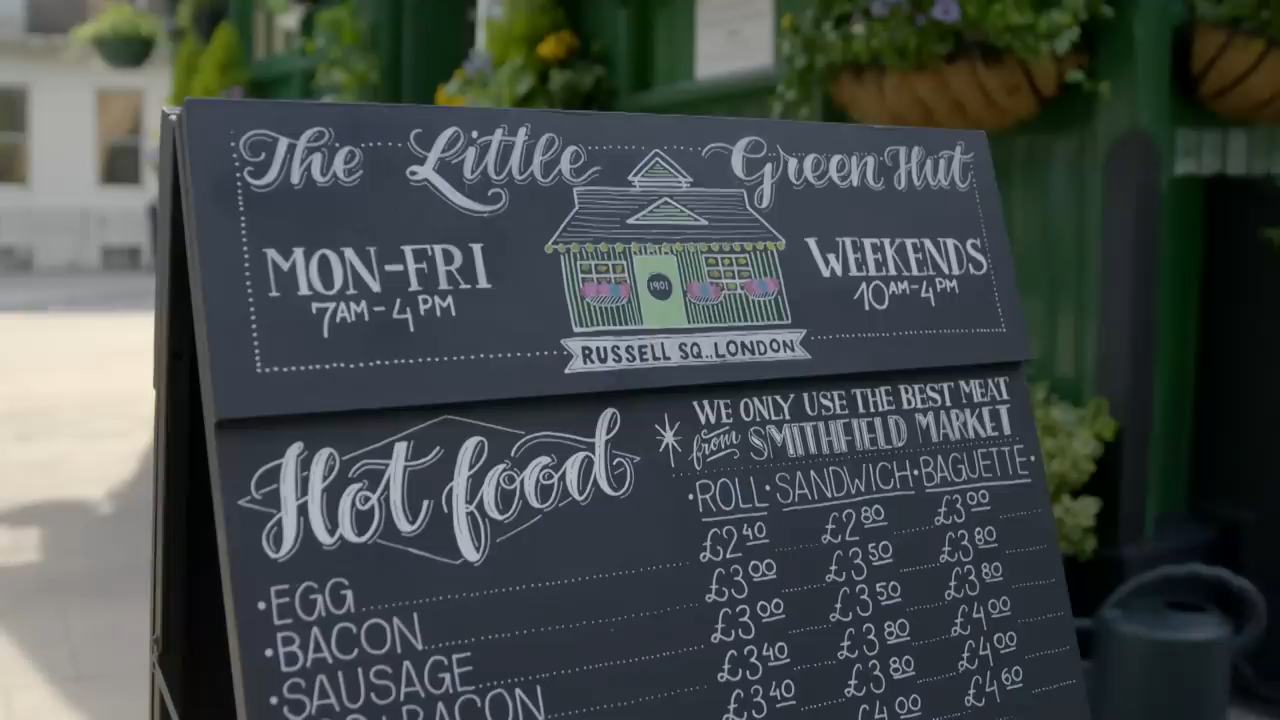 The Little Green Hut
MON-FRI
7AM-4PM
1901
WEEKENDS
10AM-4PM
RUSSELL SQ., LONDON
WE ONLY USE THE BEST MEAT
from SMITHFIELD MARKET
Hot food
·ROLL·SANDWICH·BAGUETTE·
·EGG £2.40 £2.80 £3.00
·BACON £3.00 £3.50 £3.80
·SAUSAGE £3.00 £3.50 £3.80
BACON £3.40 £3.80 £4.00
£3.40 £3.80 £4.00
£4.00 £4.60